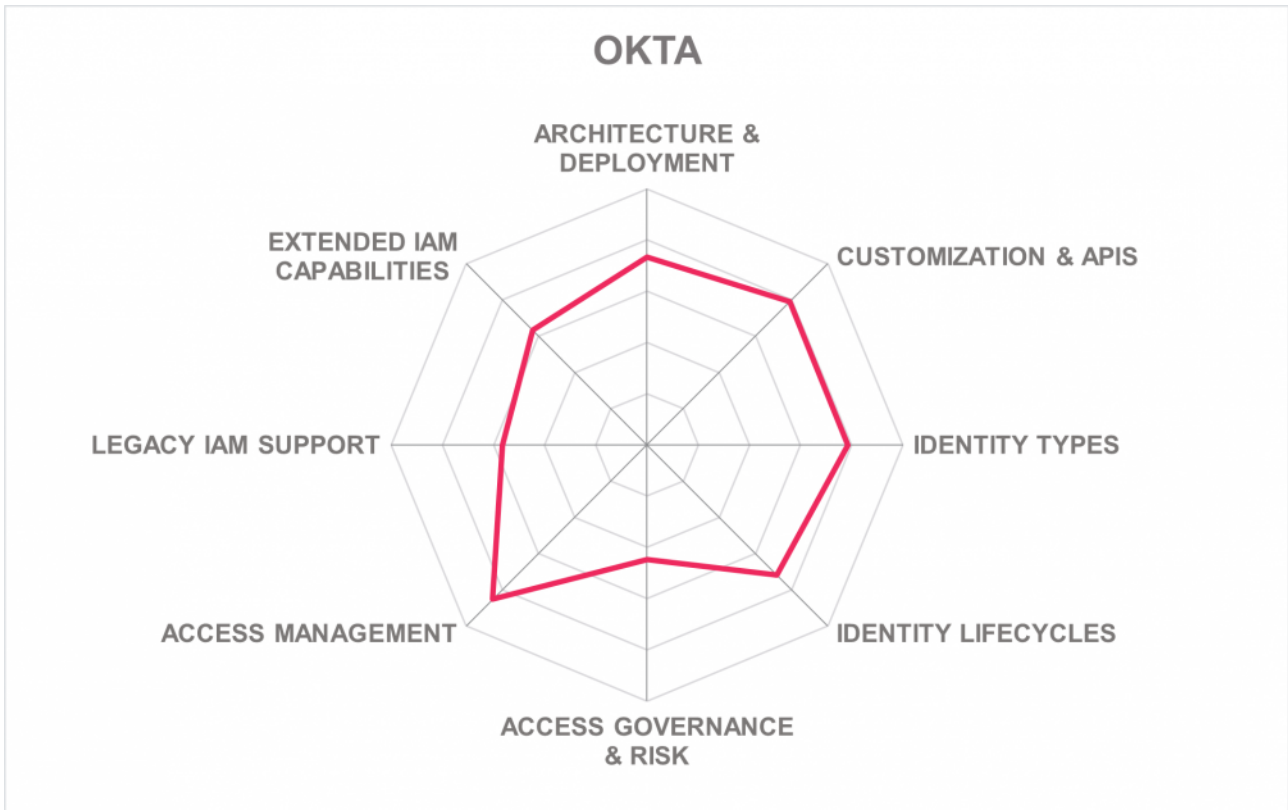 OKTA
ARCHITECTURE &
DEPLOYMENT
EXTENDED IAM
CAPABILITIES
CUSTOMIZATION & APIS
LEGACY IAM SUPPORT
IDENTITY TYPES
ACCESS MANAGEMENT
IDENTITY LIFECYCLES
ACCESS GOVERNANCE
& RISK